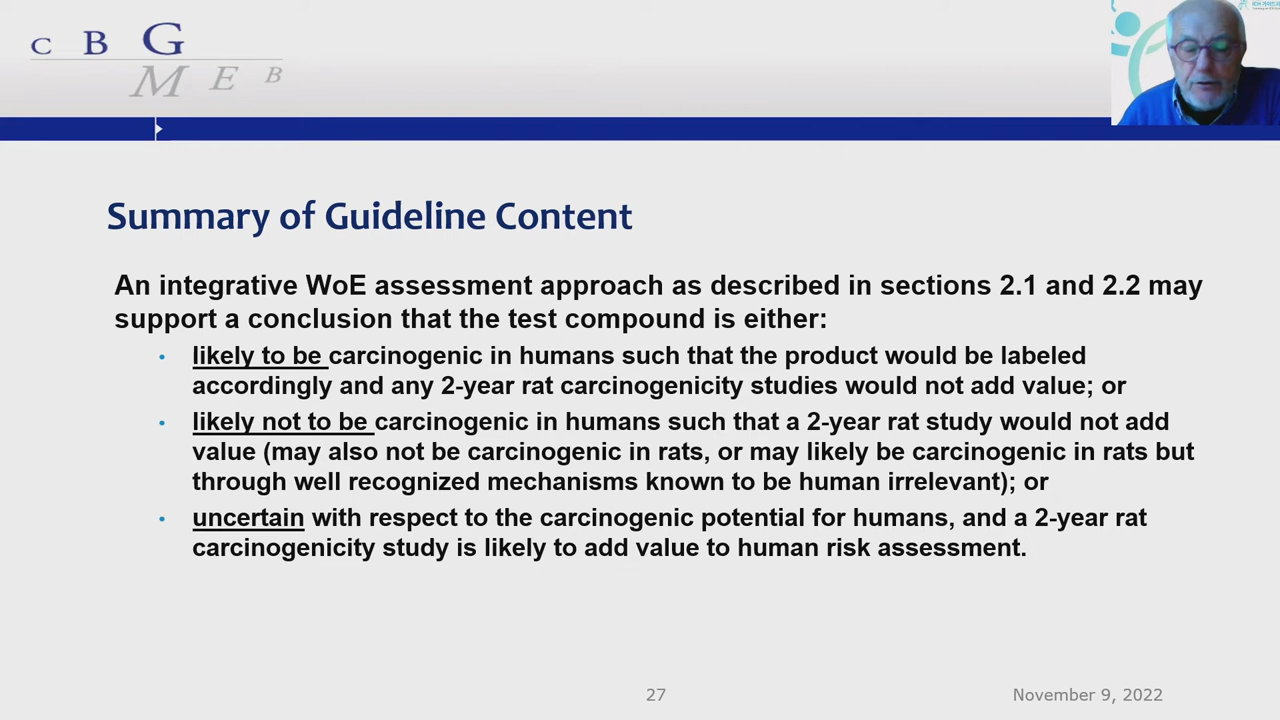 C B G
M E B
Summary of Guideline Content
An integrative WoE assessment approach as described in sections 2.1 and 2.2 may
support a conclusion that the test compound is either:
• likely to be carcinogenic in humans such that the product would be labeled
accordingly and any 2-year rat carcinogenicity studies would not add value; or
• likely not to be carcinogenic in humans such that a 2-year rat study would not add
value (may also not be carcinogenic in rats, or may likely be carcinogenic in rats but
through well recognized mechanisms known to be human irrelevant); or
• uncertain with respect to the carcinogenic potential for humans, and a 2-year rat
carcinogenicity study is likely to add value to human risk assessment.
27
November 9, 2022